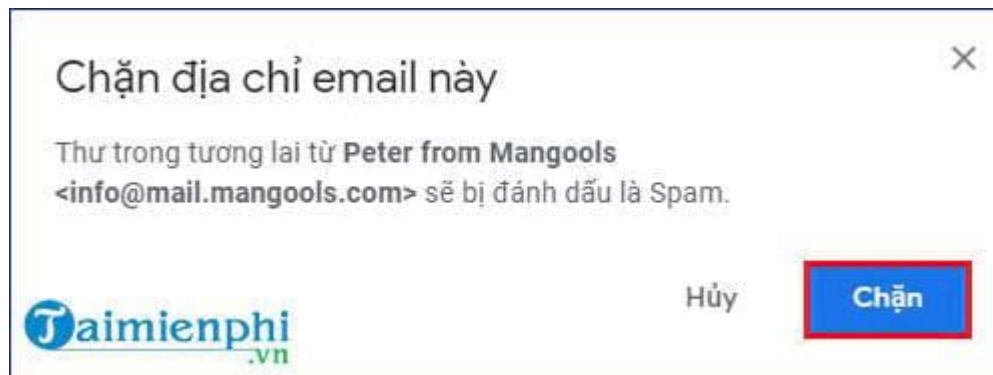 Chặn địa chỉ email này
Thư trong tương lai từ Peter from Mangools
<info@mail.mangools.com> sẽ bị đánh dấu là Spam.
Hủy
Chặn
Taimienphi
.vn